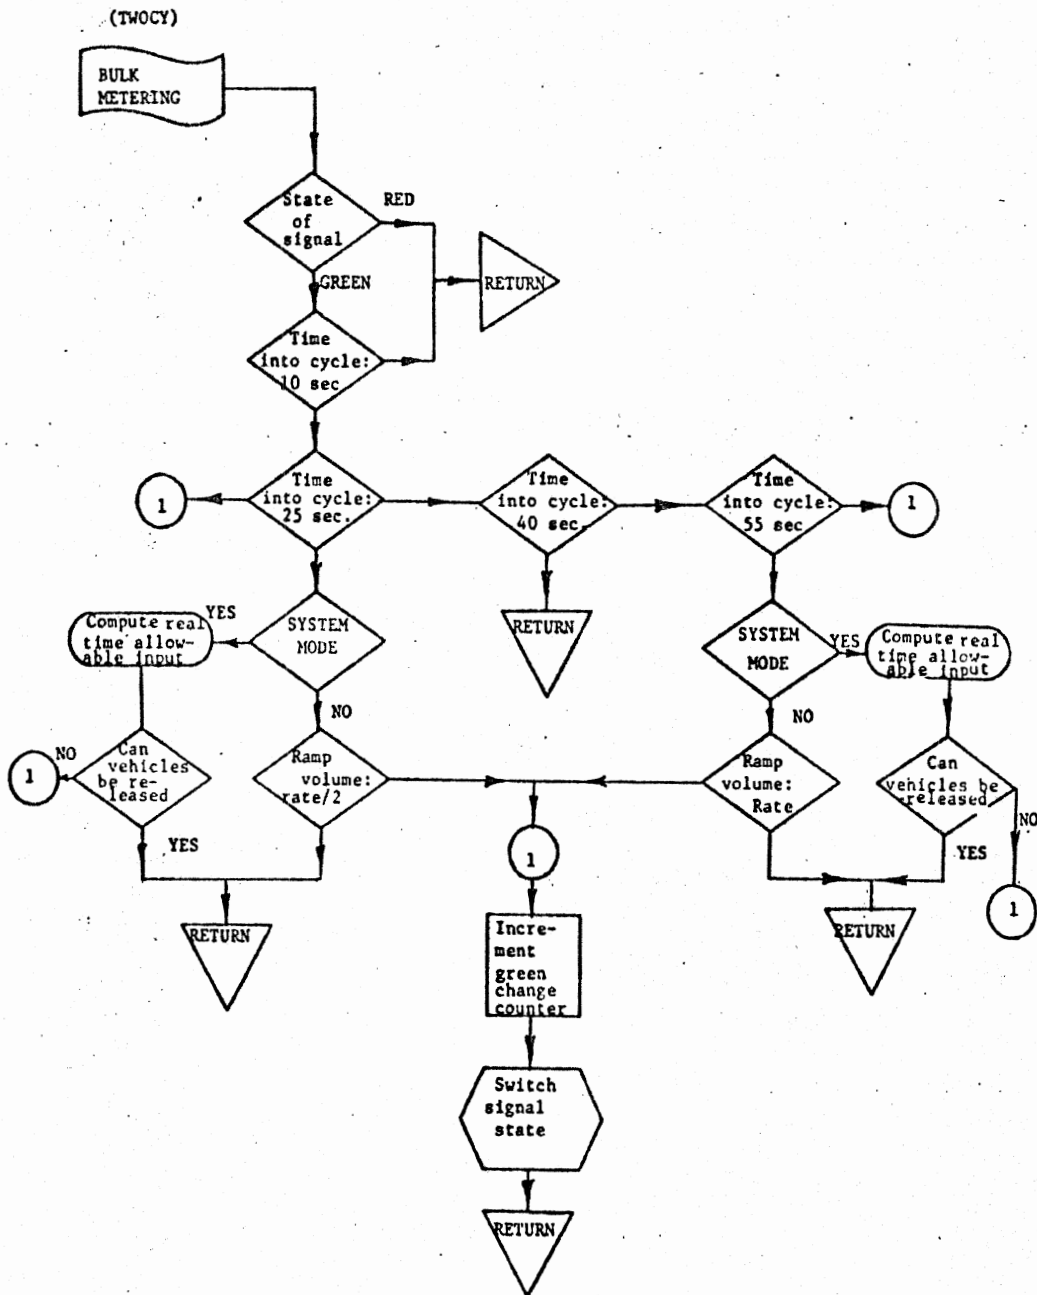 (TWOCY)
BULK
METERING
State
of
signal
RED
GREEN
RETURN
Time
into cycle:
10 sec
1
Time
into cycle:
25 sec.
Time
into cycle:
40 sec.
Time
into cycle:
55 sec
1
YES
Compute real
time allow-
able input
SYSTEM
MODE
RETURN
SYSTEM
MODE
YES
Compute real
time allow-
able input
NO
NO
1
NO
Can
vehicles
be re-
leased
Ramp
volume:
rate/2
Ramp
volume:
Rate
Can
vehicles be
released
NO
YES
1
YES
1
RETURN
RETURN
Incre-
ment
green
change
counter
Switch
signal
state
RETURN